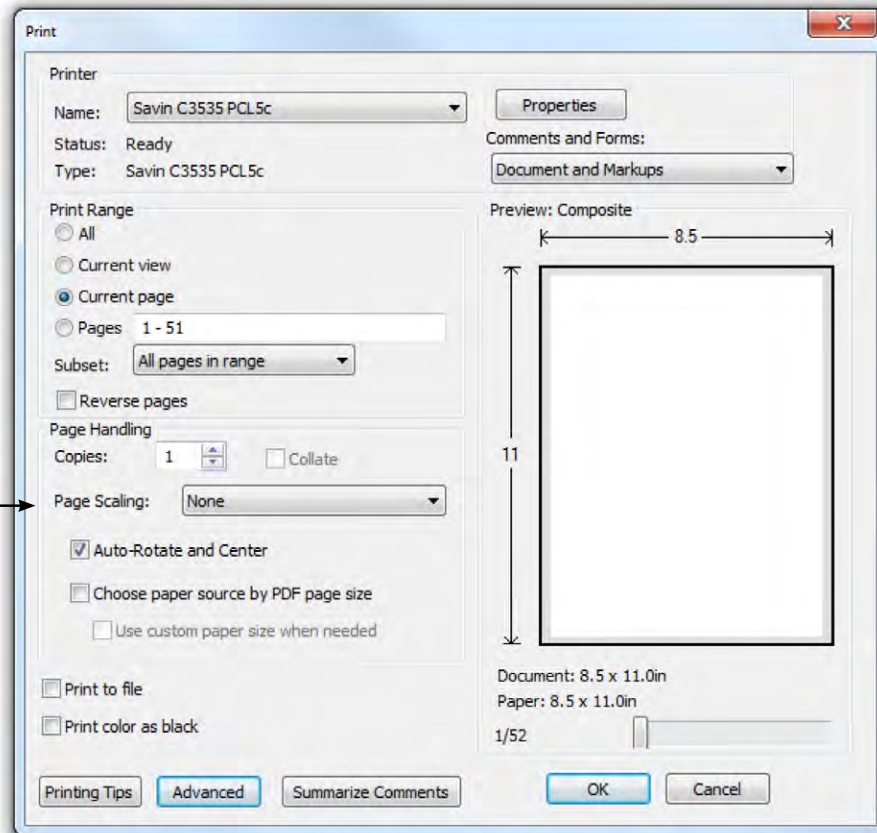 Print
X
Printer
Name: Savin C3535 PCL5c
Properties
Status: Ready
Comments and Forms:
Type: Savin C3535 PCL5c
Document and Markups
Print Range
All
Current view
Current page
Pages 1 - 51
Subset: All pages in range
Reverse pages
Page Handling
Copies: 1
Collate
Page Scaling: None
Auto-Rotate and Center
Choose paper source by PDF page size
Use custom paper size when needed
Print to file
Print color as black
Preview: Composite
8.5
11
Document: 8.5 x 11.0in
Paper: 8.5 x 11.0in
1/52
Printing Tips
Advanced
Summarize Comments
OK
Cancel